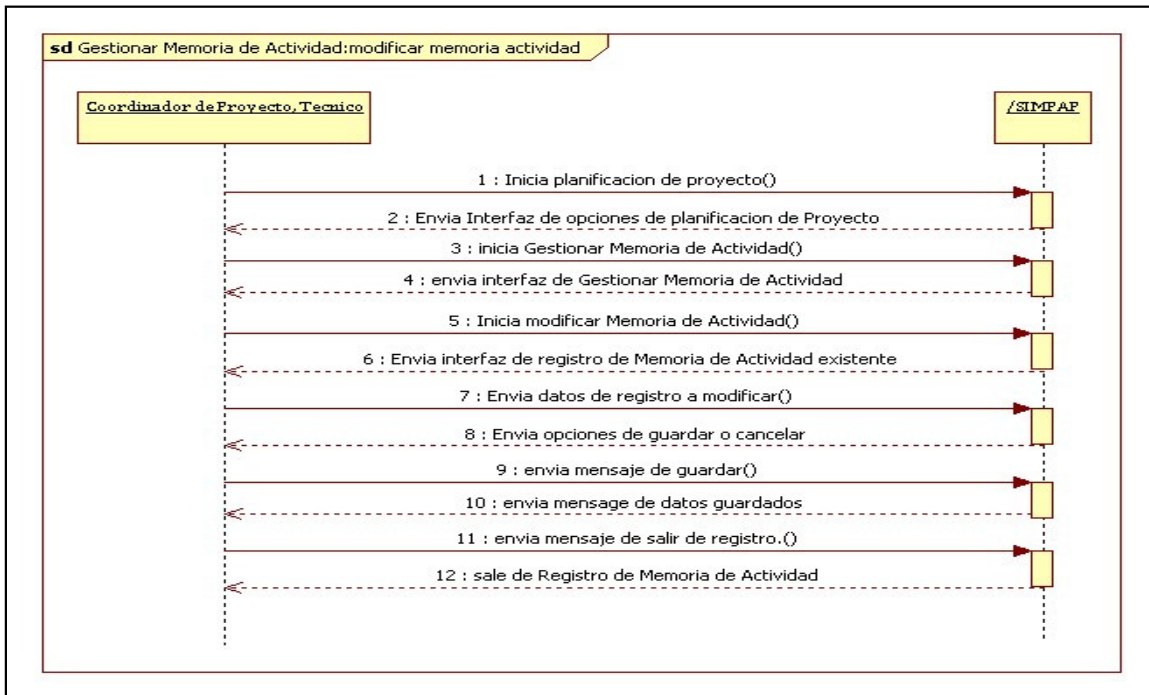 sd Gestionar Memoria de Actividad:modificar memoria actividad
Coordinador de Proyecto,Tecnico
/SIMPAP
1 : Inicia planificacion de proyecto()
2 : Envia Interfaz de opciones de planificacion de Proyecto
3 : inicia Gestionar Memoria de Actividad()
4 : envia interfaz de Gestionar Memoria de Actividad
5 : Inicia modificar Memoria de Actividad()
6 : Envia interfaz de registro de Memoria de Actividad existente
7 : Envia datos de registro a modificar()
8 : Envia opciones de guardar o cancelar
9 : envia mensaje de guardar()
10 : envia mensage de datos guardados
11 : envia mensaje de salir de registro.()
12 : sale de Registro de Memoria de Actividad